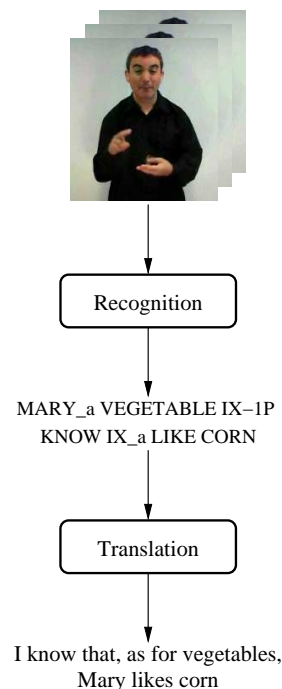 Recognition
MARY_a VEGETABLE IX−1P
KNOW IX_a LIKE CORN
Translation
I know that, as for vegetables,
Mary likes corn